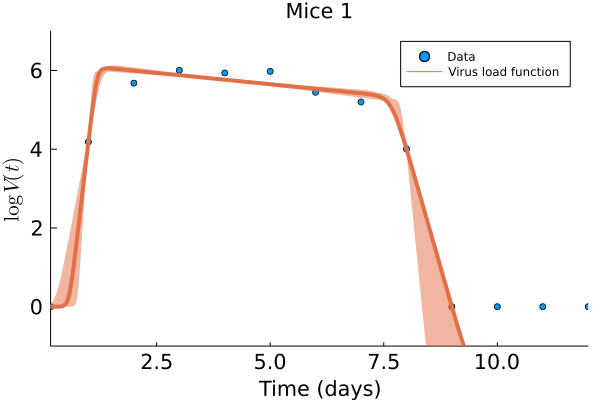 Mice 1
Data
Virus load function
6
4
2
0
log V(t)
2.5 5.0 7.5 10.0
Time (days)